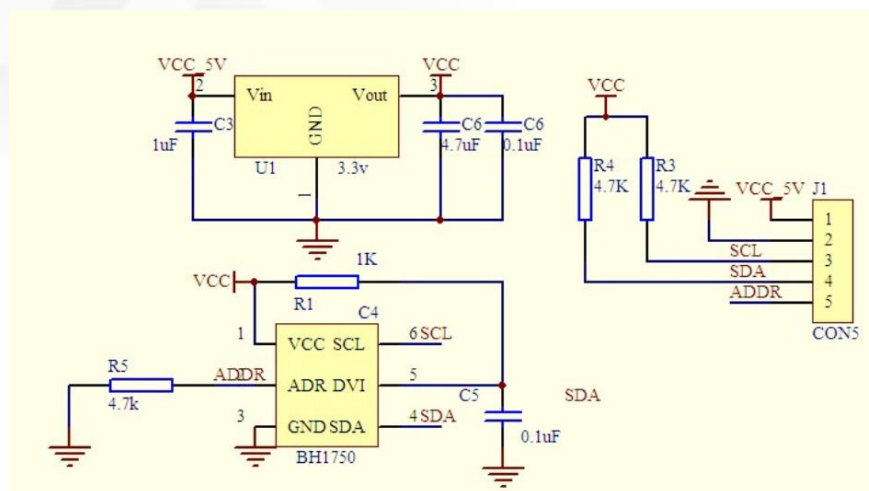 VCC_5V
VCC
2
Vin
Vout
3
GND
C3
1uF
C6
4.7uF
C6
0.1uF
U1
3.3v
1
VCC
R4
4.7K
R3
4.7K
VCC_5V
J1
1
2
SCL
3
SDA
4
ADDR
5
CON5
VCC
1K
R1
C4
1
VCC
SCL
6
SCL
R5
4.7k
ADDR
2
ADR
DVI
5
C5
SDA
3
GND
SDA
4
SDA
0.1uF
BH1750